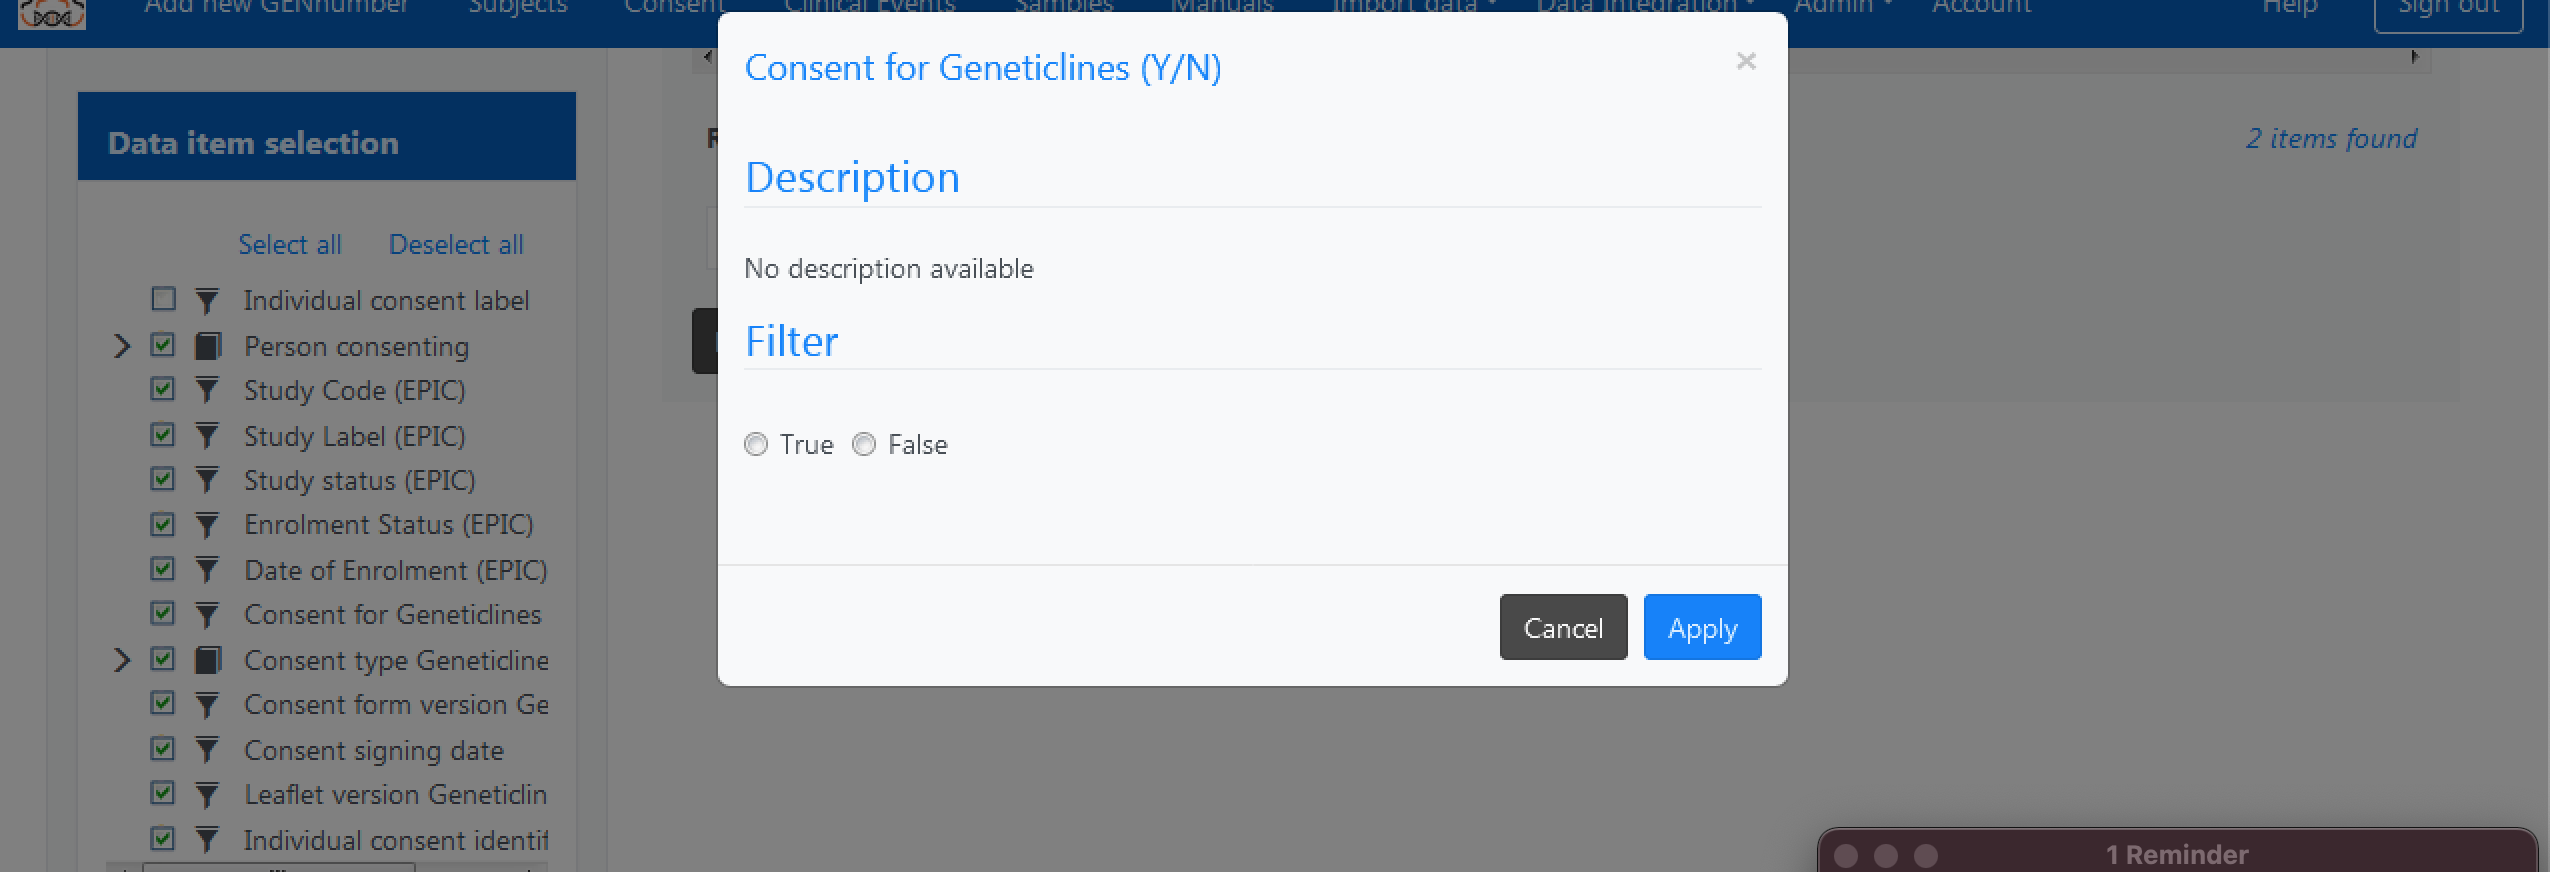 Add new GENnumber Subjects Consent Clinical Events Samples Manuals Import data Data Integration Admin Account Help Sign out
Consent for Geneticlines (Y/N) ×
Data item selection
2 items found
Description
Select all Deselect all
No description available
Individual consent label
Person consenting
Filter
Study Code (EPIC)
Study Label (EPIC)
True False
Study status (EPIC)
Enrolment Status (EPIC)
Date of Enrolment (EPIC)
Consent for Geneticlines
Cancel Apply
Consent type Geneticline
Consent form version Ge
Consent signing date
Leaflet version Geneticlin
Individual consent identif
1 Reminder